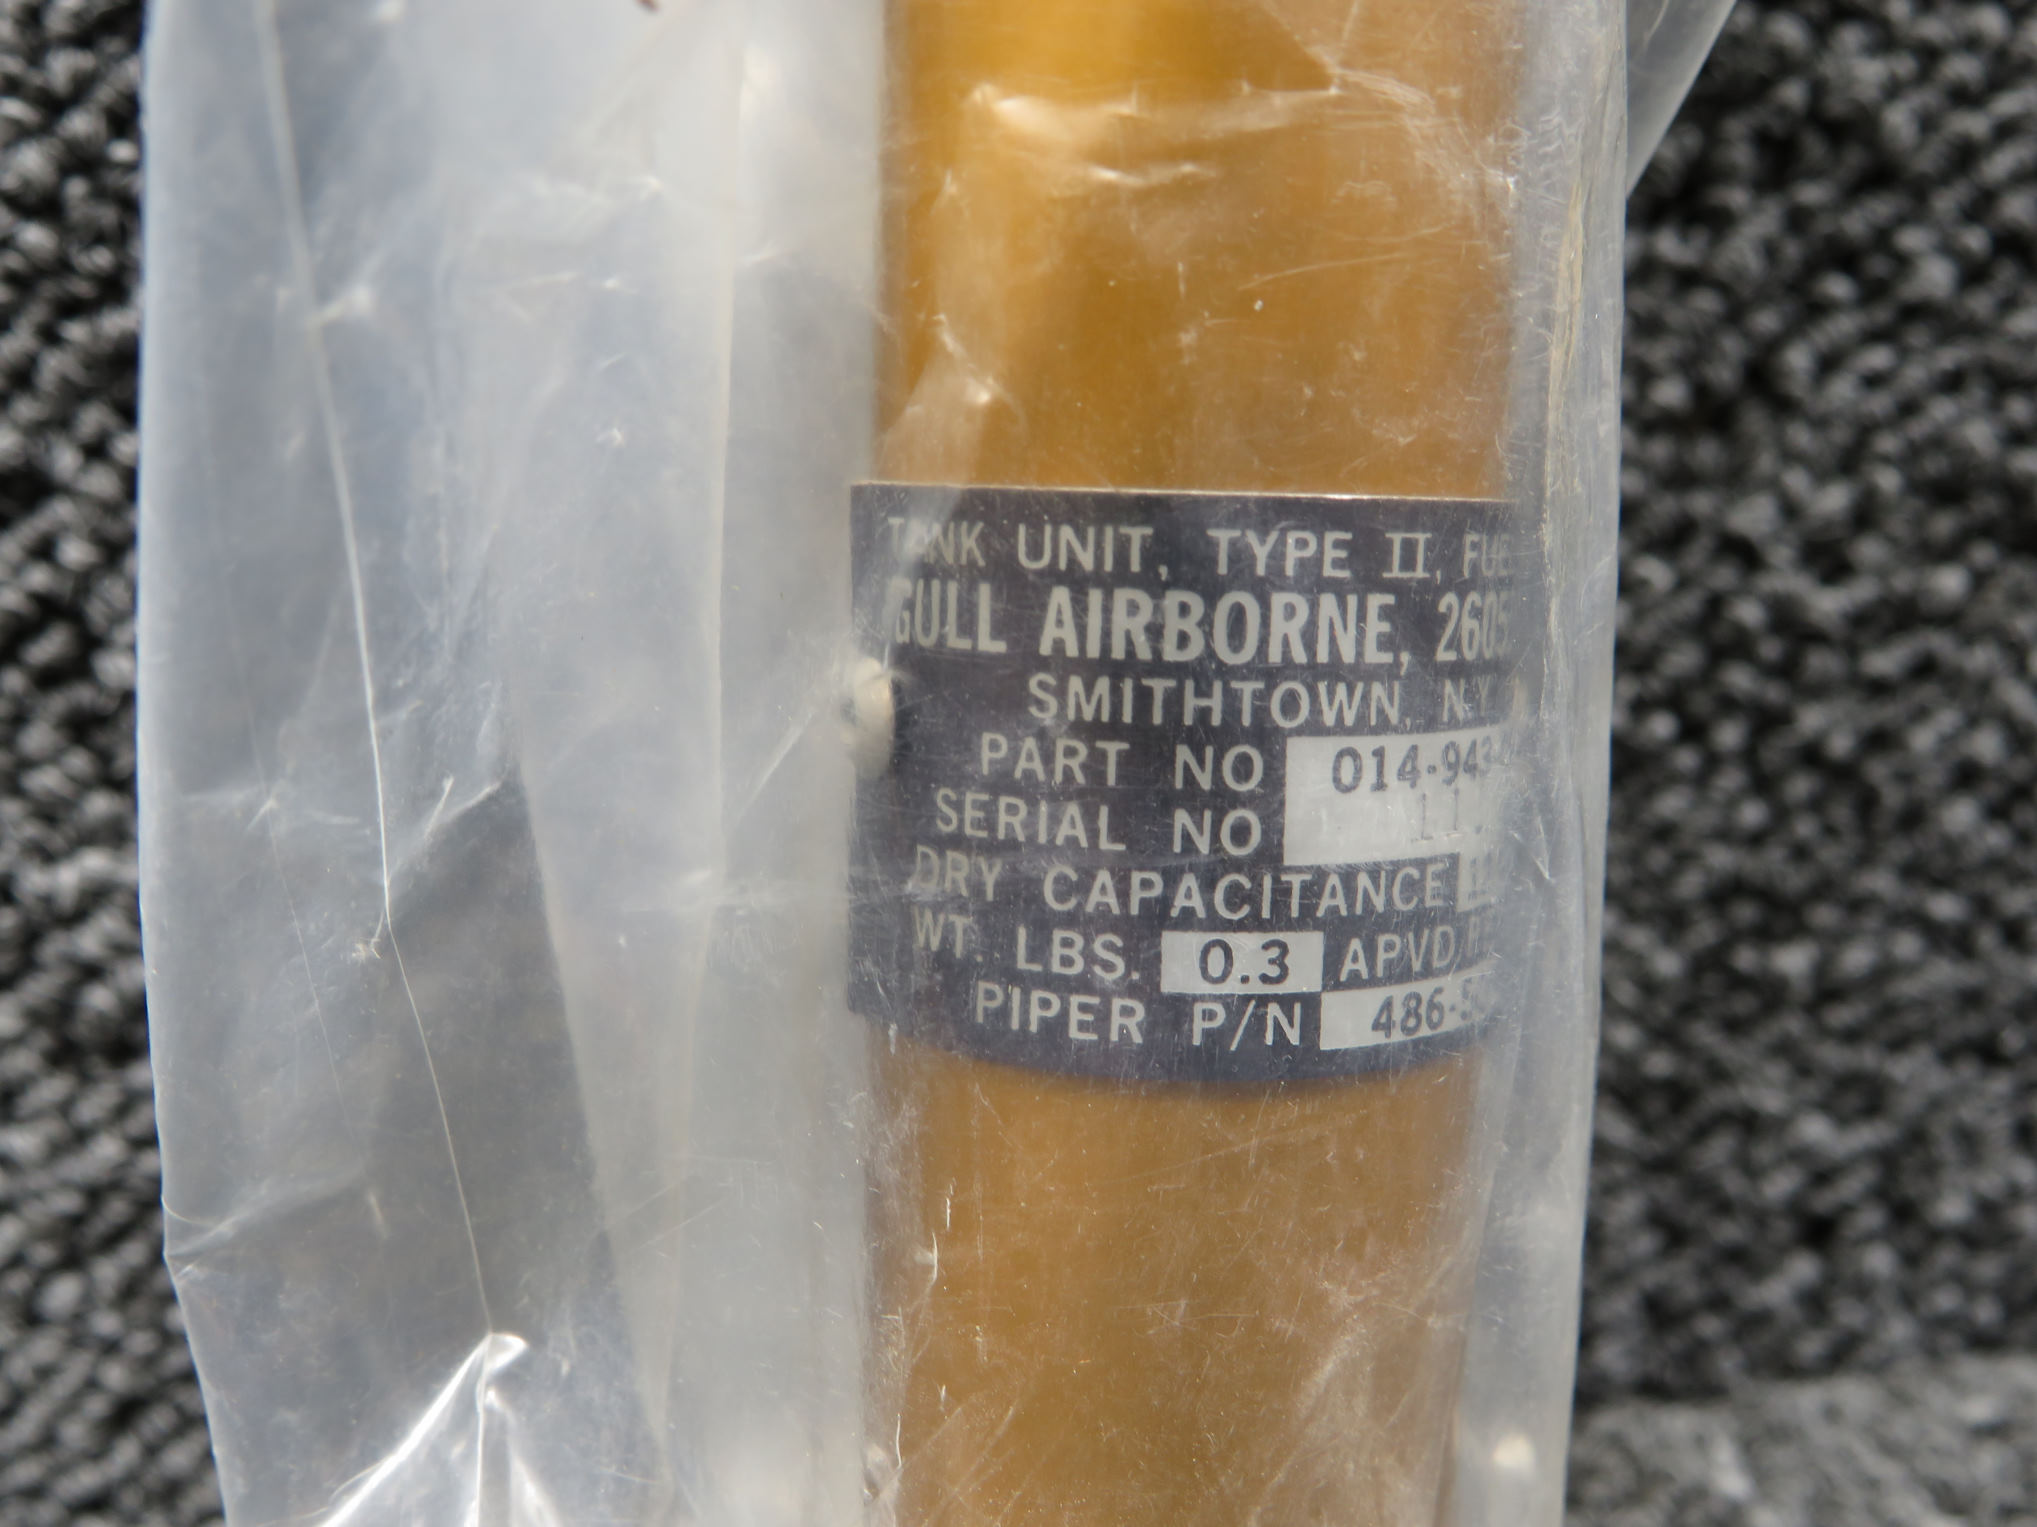 TANK UNIT, TYPE II, FUE
GULL AIRBORNE, 2605
SMITHTOWN, N.Y.
PART NO 014-943-
SERIAL NO
DRY CAPACITANCE
WT. LBS. 0.3 APVD
PIPER P/N 486-5